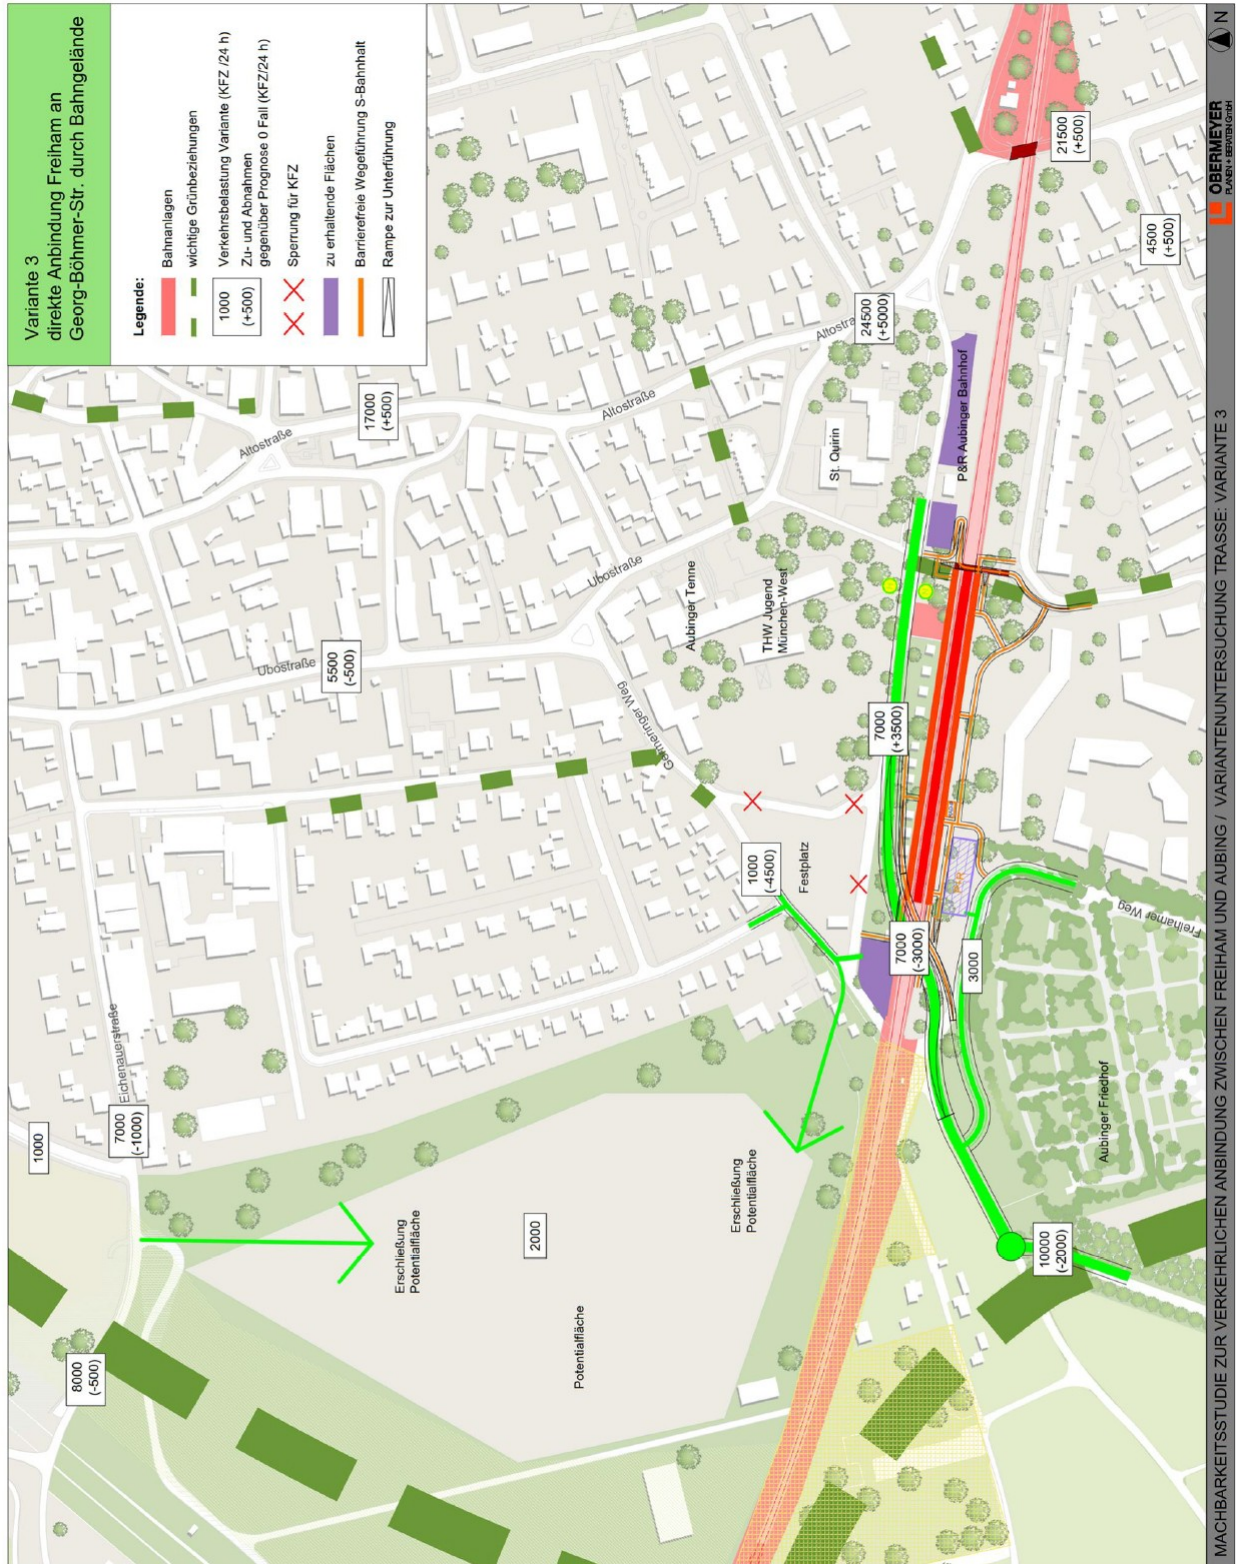 Variante 3
direkte Anbindung Freiham an
Georg-Böhmer-Str. durch Bahngelände
Legende:
Bahnanlagen
wichtige Grünbeziehungen
1000
(+500)
Verkehrsbelastung Variante (KFZ /24 h)
Zu- und Abnahmen
gegenüber Prognose 0 Fall (KFZ/24 h)
Sperrung für KFZ
zu erhaltende Flächen
Barrierefreie Wegeführung S-Bahnhalt
Rampe zur Unterführung
1000
8000
(-500)
7000
(-1000)
Eichenauerstraße
Erschließung
Potentialfläche
2000
Potentialfläche
Erschließung
Potentialfläche
Ubostraße
5500
(-500)
Altostraße
17000
(+500)
Altostraße
Ubostraße
Germeringer Weg
Aubinger Tenne
THW Jugend
München-West
St. Quirin
24500
(+5000)
P&R Aubinger Bahnhof
21500
(+500)
4500
(+500)
1000
(-4500)
Festplatz
7000
(+3500)
7000
(-3000)
3000
Freihamer Weg
Aubinger Friedhof
10000
(-2000)
MACHBARKEITSSTUDIE ZUR VERKEHRLICHEN ANBINDUNG ZWISCHEN FREIHAM UND AUBING / VARIANTENUNTERSUCHUNG TRASSE: VARIANTE 3
OBERMEYER
PLANEN + BERATEN GmbH
N